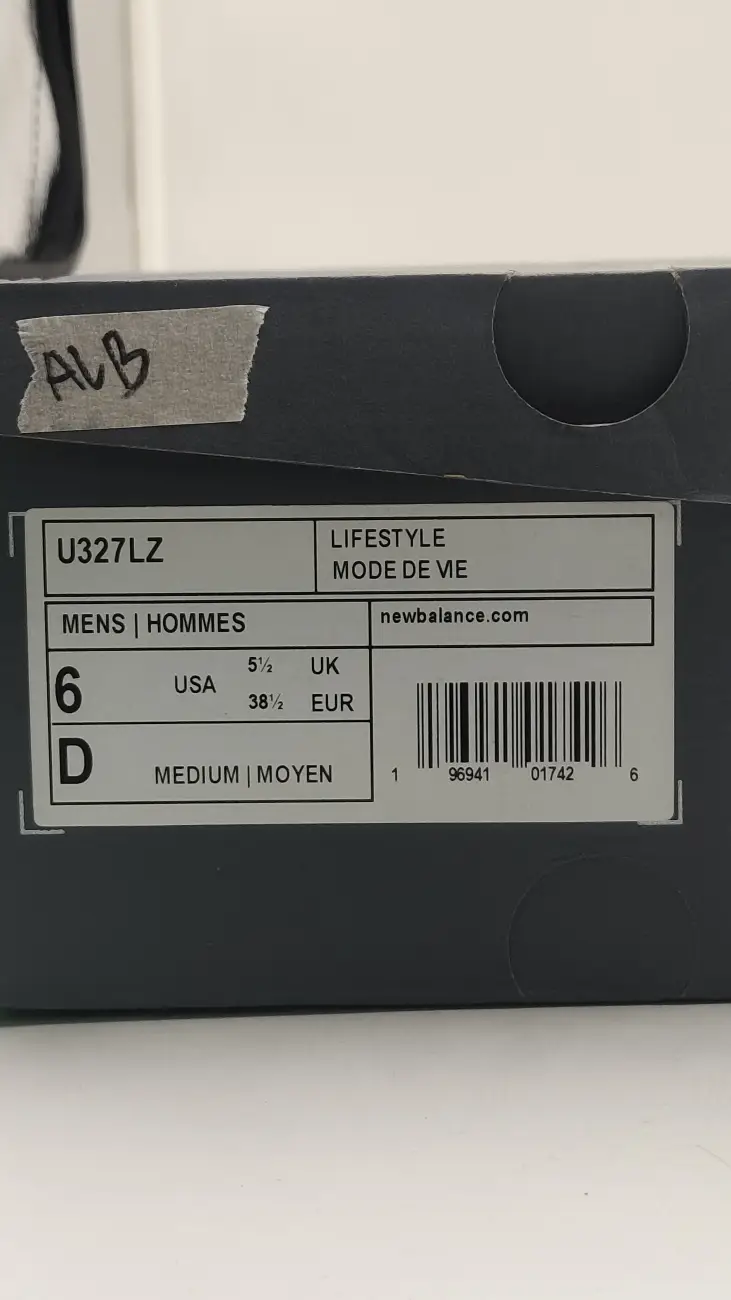 ALB
U327LZ
LIFESTYLE
MODE DE VIE
MENS | HOMMES
newbalance.com
6 USA 5½ UK
38½ EUR
D MEDIUM | MOYEN
1 96941 01742 6